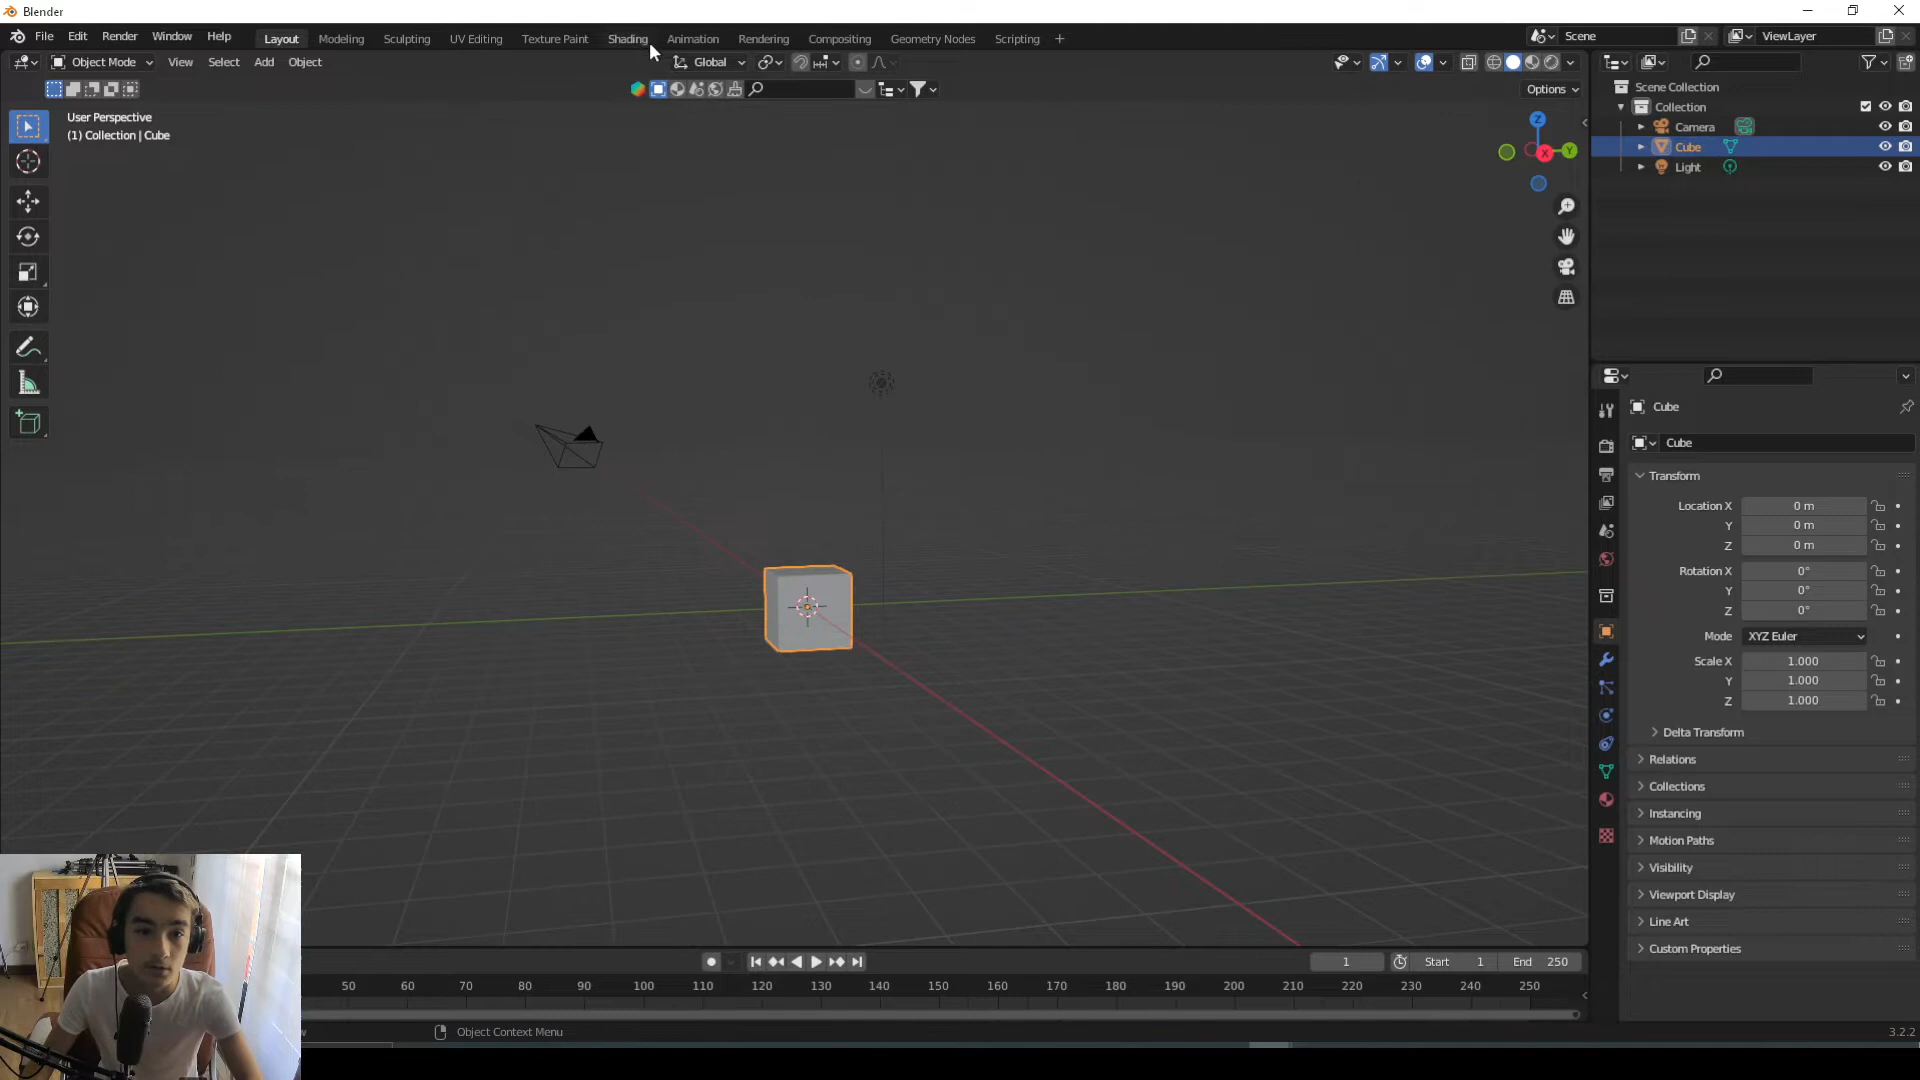 Blender
File Edit Render Window Help Layout Modeling Sculpting UV Editing Texture Paint Shading Animation Rendering Compositing Geometry Nodes Scripting + Scene ViewLayer
Object Mode View Select Add Object Global
Options
User Perspective
(1) Collection | Cube
Z
Y
X
Scene Collection
Collection
Camera
Cube
Light
Cube
Cube
Transform
Location X 0 m
Y 0 m
Z 0 m
Rotation X 0°
Y 0°
Z 0°
Mode XYZ Euler
Scale X 1.000
Y 1.000
Z 1.000
Delta Transform
Relations
Collections
Instancing
Motion Paths
Visibility
Viewport Display
Line Art
Custom Properties
1 Start 1 End 250
50 60 70 80 90 100 110 120 130 140 150 160 170 180 190 200 210 220 230 240 250
Object Context Menu
3.2.2